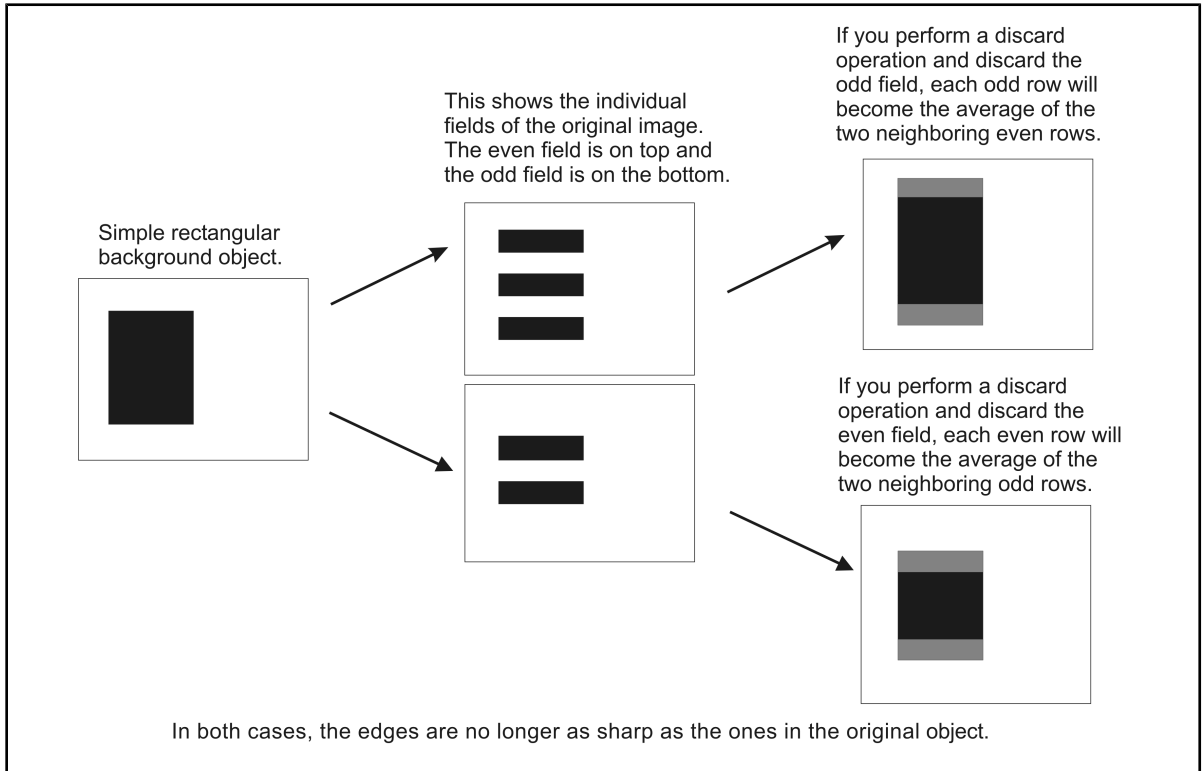 Simple rectangular
background object.
This shows the individual
fields of the original image.
The even field is on top and
the odd field is on the bottom.
If you perform a discard
operation and discard the
odd field, each odd row will
become the average of the
two neighboring even rows.
If you perform a discard
operation and discard the
even field, each even row will
become the average of the
two neighboring odd rows.
In both cases, the edges are no longer as sharp as the ones in the original object.